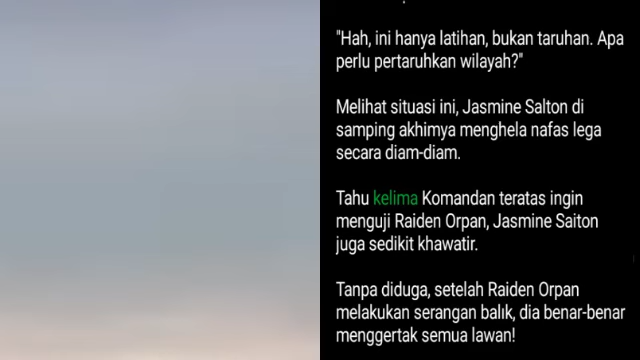 "Hah, ini hanya latihan, bukan taruhan. Apa
perlu pertaruhkan wilayah?"
Melihat situasi ini, Jasmine Salton di
samping akhimya menghela nafas lega
secara diam-diam.
Tahu kelima Komandan teratas ingin
menguji Raiden Orpan, Jasmine Saiton
juga sedikit khawatir.
Tanpa diduga, setelah Raiden Orpan
melakukan serangan balik, dia benar-benar
menggertak semua lawan!